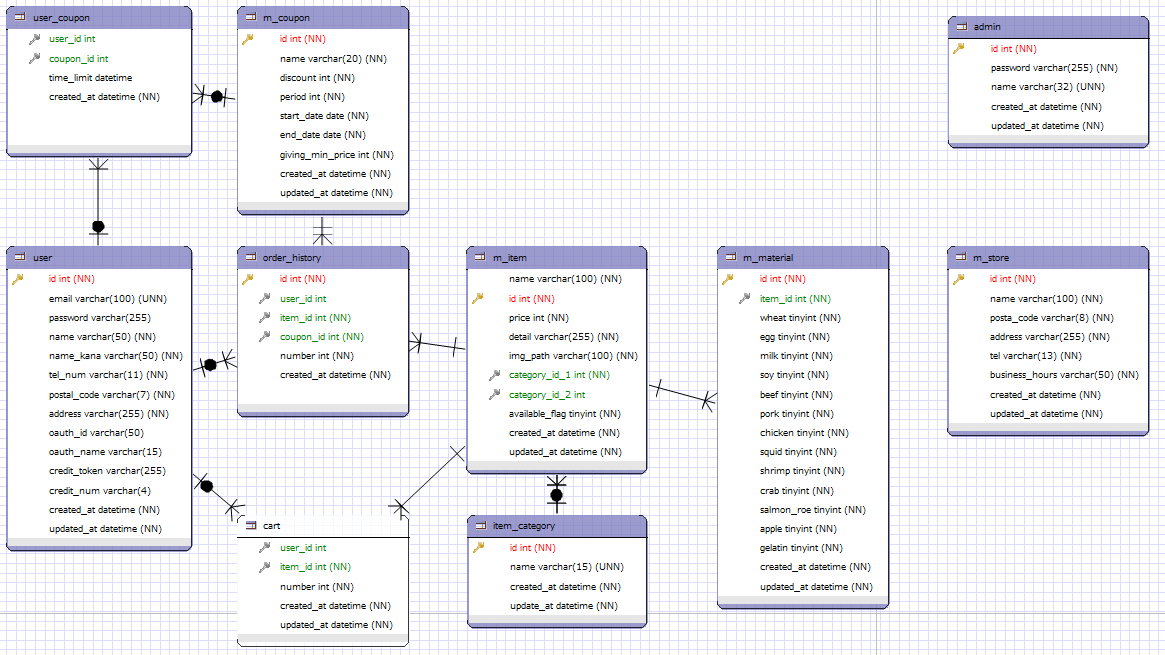 user_coupon
user_id int
coupon_id int
time_limit datetime
created_at datetime (NN)
m_coupon
id int (NN)
name varchar(20) (NN)
discount int (NN)
period int (NN)
start_date date (NN)
end_date date (NN)
giving_min_price int (NN)
created_at datetime (NN)
updated_at datetime (NN)
admin
id int (NN)
password varchar(255) (NN)
name varchar(32) (UNN)
created_at datetime (NN)
updated_at datetime (NN)
user
id int (NN)
email varchar(100) (UNN)
password varchar(255)
name varchar(50) (NN)
name_kana varchar(50) (NN)
tel_num varchar(11) (NN)
postal_code varchar(7) (NN)
address varchar(255) (NN)
oauth_id varchar(50)
oauth_name varchar(15)
credit_token varchar(255)
credit_num varchar(4)
created_at datetime (NN)
updated_at datetime (NN)
order_history
id int (NN)
user_id int
item_id int (NN)
coupon_id int (NN)
number int (NN)
created_at datetime (NN)
m_item
name varchar(100) (NN)
id int (NN)
price int (NN)
detail varchar(255) (NN)
img_path varchar(100) (NN)
category_id_1 int (NN)
category_id_2 int
available_flag tinyint (NN)
created_at datetime (NN)
updated_at datetime (NN)
m_material
id int (NN)
item_id int (NN)
wheat tinyint (NN)
egg tinyint (NN)
milk tinyint (NN)
soy tinyint (NN)
beef tinyint (NN)
pork tinyint (NN)
chicken tinyint (NN)
squid tinyint (NN)
shrimp tinyint (NN)
crab tinyint (NN)
salmon_roe tinyint (NN)
apple tinyint (NN)
gelatin tinyint (NN)
created_at datetime (NN)
updated_at datetime (NN)
m_store
id int (NN)
name varchar(100) (NN)
posta_code varchar(8) (NN)
address varchar(255) (NN)
tel varchar(13) (NN)
business_hours varchar(50) (NN)
created_at datetime (NN)
updated_at datetime (NN)
cart
user_id int
item_id int (NN)
number int (NN)
created_at datetime (NN)
updated_at datetime (NN)
item_category
id int (NN)
name varchar(15) (UNN)
created_at datetime (NN)
update_at datetime (NN)